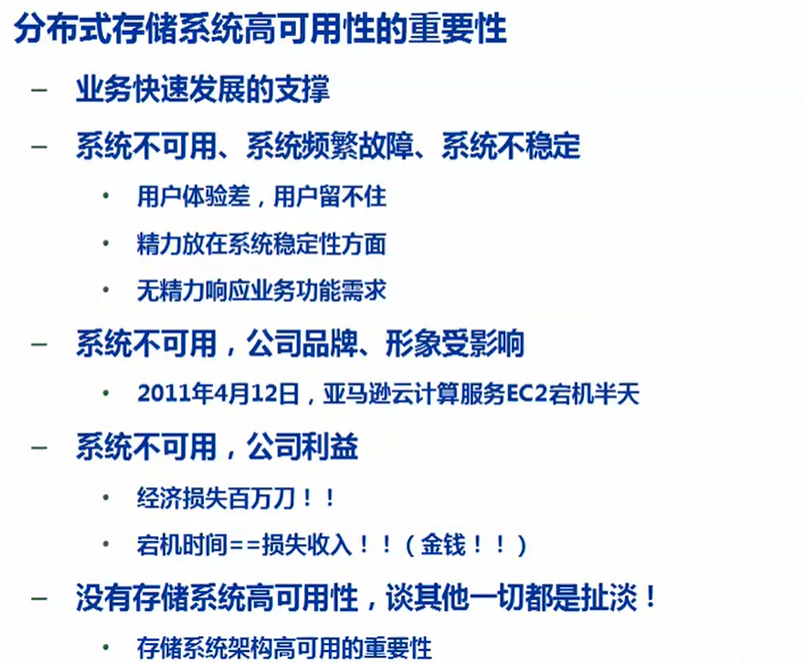 分布式存储系统高可用性的重要性
– 业务快速发展的支撑
– 系统不可用、系统频繁故障、系统不稳定
• 用户体验差，用户留不住
• 精力放在系统稳定性方面
• 无精力响应业务功能需求
– 系统不可用，公司品牌、形象受影响
• 2011年4月12日，亚马逊云计算服务EC2宕机半天
– 系统不可用，公司利益
• 经济损失百万刀！！
• 宕机时间==损失收入！！（金钱！！）
– 没有存储系统高可用性，谈其他一切都是扯淡！
• 存储系统架构高可用的重要性